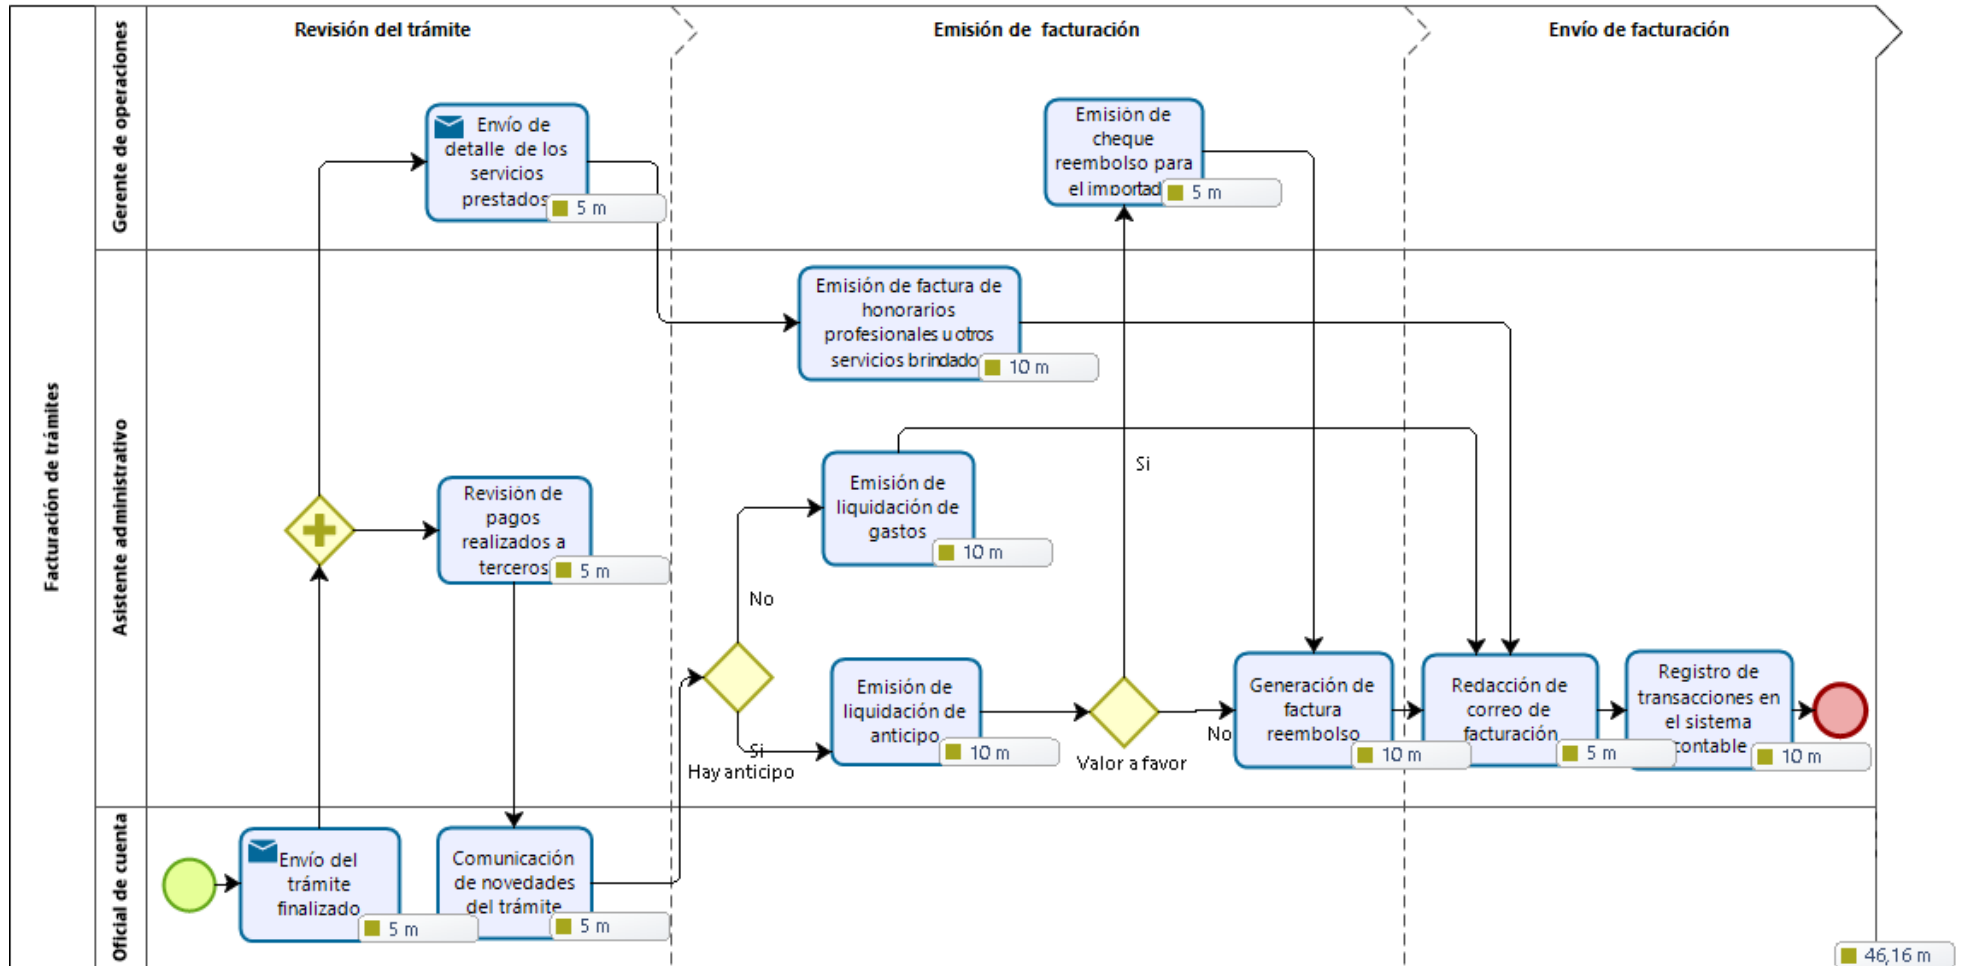 Revisión del trámite
Emisión de facturación
Envío de facturación
Facturación de trámites
Gerente de operaciones
Envío de
detalle de los
servicios
prestados
5 m
Emisión de
cheque
reembolso para
el importad
5 m
Asistente administrativo
Emisión de factura de
honorarios
profesionales u otros
servicios brindado
10 m
Revisión de
pagos
realizados a
terceros
5 m
Emisión de
liquidación de
gastos
10 m
Si
No
Si
Hay anticipo
Emisión de
liquidación de
anticipo
10 m
Valor a favor
No
Generación de
factura
reembolso
10 m
Redacción de
correo de
facturación
5 m
Registro de
transacciones en
el sistema
contable
10 m
Oficial de cuenta
Envío del
trámite
finalizado
5 m
Comunicación
de novedades
del trámite
5 m
46,16 m